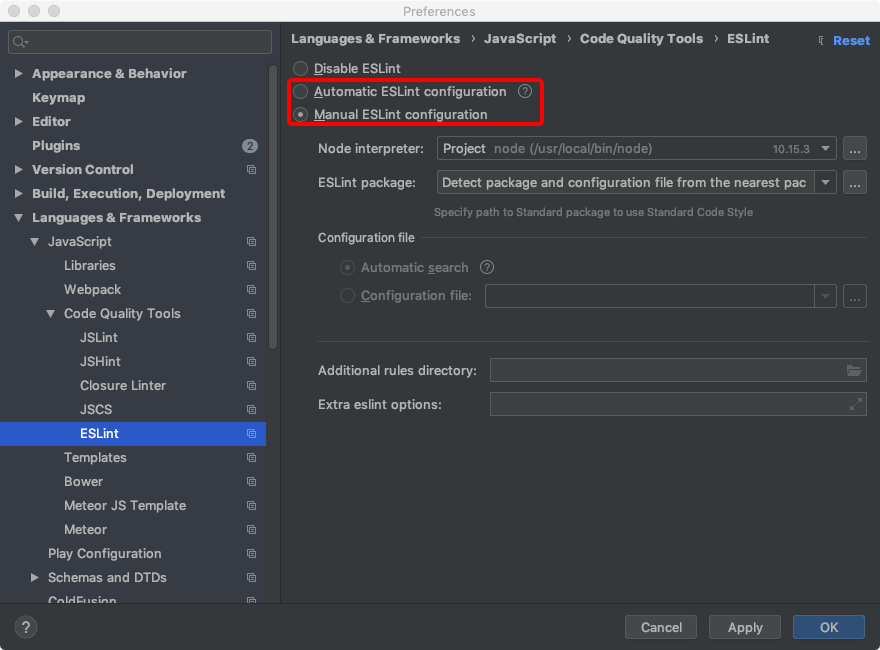 Preferences
Appearance & Behavior
Keymap
Editor
Plugins 2
Version Control
Build, Execution, Deployment
Languages & Frameworks
JavaScript
Libraries
Webpack
Code Quality Tools
JSLint
JSHint
Closure Linter
JSCS
ESLint
Templates
Bower
Meteor JS Template
Meteor
Play Configuration
Schemas and DTDs
ColdFusion
Languages & Frameworks › JavaScript › Code Quality Tools › ESLint Reset
Disable ESLint
Automatic ESLint configuration ?
Manual ESLint configuration
Node interpreter: Project node (/usr/local/bin/node) 10.15.3 ...
ESLint package: Detect package and configuration file from the nearest pac ...
Specify path to Standard package to use Standard Code Style
Configuration file
Automatic search ?
Configuration file: ...
Additional rules directory:
Extra eslint options:
? Cancel Apply OK